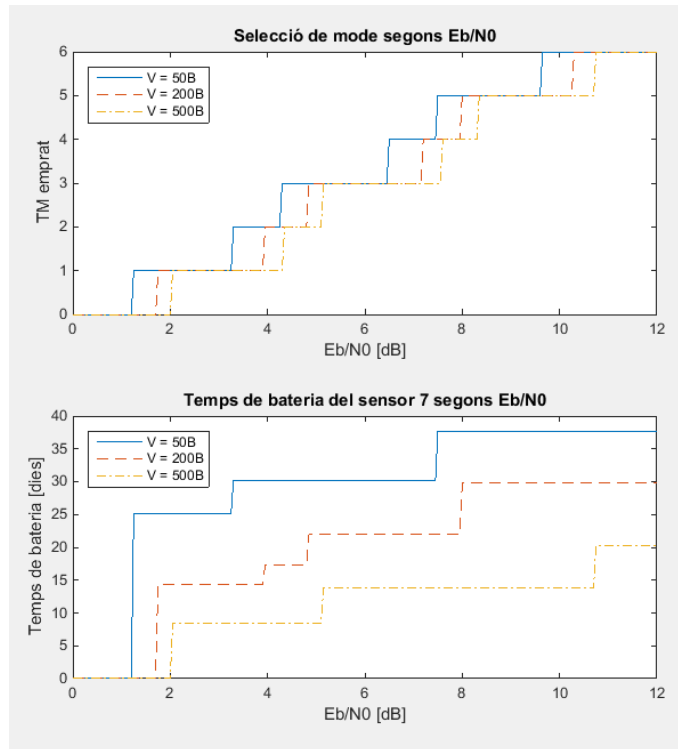 Selecció de mode segons Eb/N0
6
5
4
3
2
1
0
TM emprat
V = 50B
V = 200B
V = 500B
0 2 4 6 8 10 12
Eb/N0 [dB]
Temps de bateria del sensor 7 segons Eb/N0
40
35
30
25
20
15
10
5
0
Temps de bateria [dies]
V = 50B
V = 200B
V = 500B
0 2 4 6 8 10 12
Eb/N0 [dB]